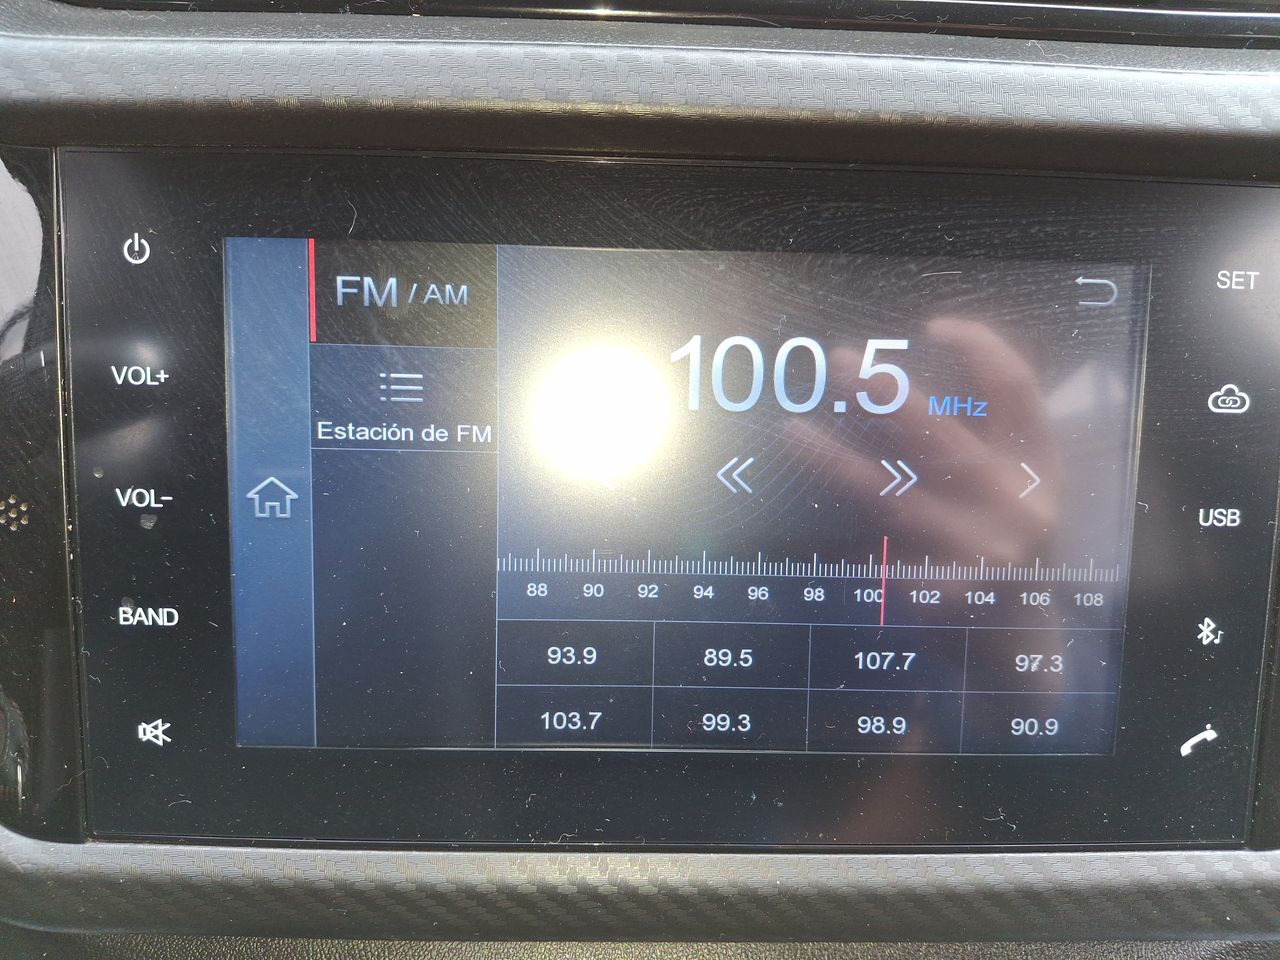 FM / AM
SET
100.5 MHz
VOL+
Estación de FM
VOL-
USB
88 90 92 94 96 98 100 102 104 106 108
BAND
93.9 89.5 107.7 97.3
103.7 99.3 98.9 90.9